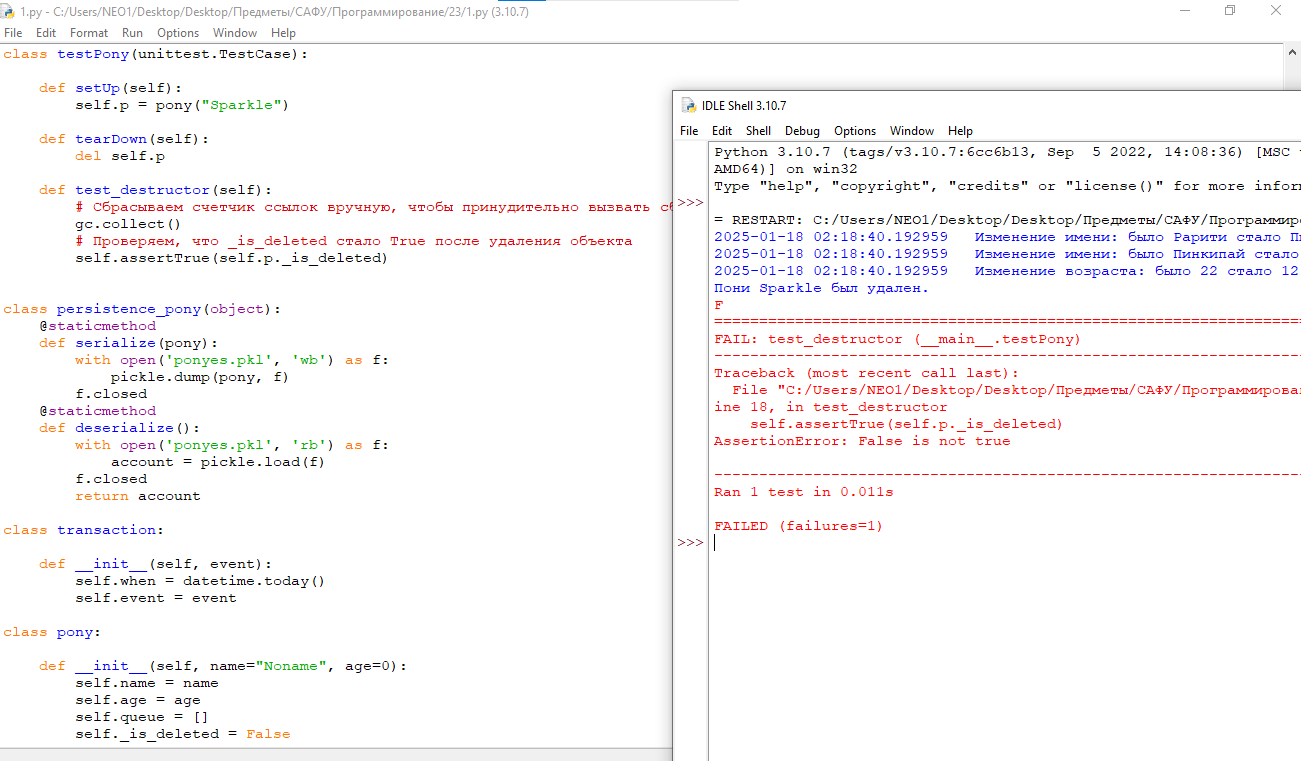 1.py - C:/Users/NEO1/Desktop/Desktop/Предметы/САФУ/Программирование/23/1.py (3.10.7)
File Edit Format Run Options Window Help
class testPony(unittest.TestCase):
def setUp(self):
self.p = pony("Sparkle")
def tearDown(self):
del self.p
def test_destructor(self):
# Сбрасываем счетчик ссылок вручную, чтобы принудительно вызвать
gc.collect()
# Проверяем, что _is_deleted стало True после удаления объекта
self.assertTrue(self.p._is_deleted)
class persistence_pony(object):
@staticmethod
def serialize(pony):
with open('ponyes.pkl', 'wb') as f:
pickle.dump(pony, f)
f.closed
@staticmethod
def deserialize():
with open('ponyes.pkl', 'rb') as f:
account = pickle.load(f)
f.closed
return account
class transaction:
def __init__(self, event):
self.when = datetime.today()
self.event = event
class pony:
def __init__(self, name="Noname", age=0):
self.name = name
self.age = age
self.queue = []
self._is_deleted = False
IDLE Shell 3.10.7
File Edit Shell Debug Options Window Help
Python 3.10.7 (tags/v3.10.7:6cc6b13, Sep 5 2022, 14:08:36) [MSC
AMD64)] on win32
Type "help", "copyright", "credits" or "license()" for more infor
>>>
= RESTART: C:/Users/NEO1/Desktop/Desktop/Предметы/САФУ/Программир
2025-01-18 02:18:40.192959 Изменение имени: было Рарити стало
2025-01-18 02:18:40.192959 Изменение имени: было Пинкипай стало
2025-01-18 02:18:40.192959 Изменение возраста: было 22 стало 12
Пони Sparkle был удален.
F
======================================================================
FAIL: test_destructor (__main__.testPony)
----------------------------------------------------------------------
Traceback (most recent call last):
File "C:/Users/NEO1/Desktop/Desktop/Предметы/САФУ/Программирова
ine 18, in test_destructor
self.assertTrue(self.p._is_deleted)
AssertionError: False is not true
----------------------------------------------------------------------
Ran 1 test in 0.011s
FAILED (failures=1)
>>>